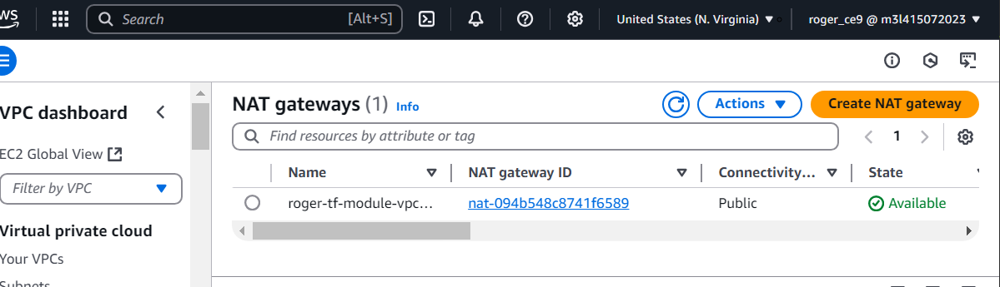 aws
Search [Alt+S] United States (N. Virginia) roger_ce9 @ m3l415072023
VPC dashboard
EC2 Global View
Filter by VPC
Virtual private cloud
Your VPCs
Subnets
NAT gateways (1) Info
Actions
Create NAT gateway
Find resources by attribute or tag
1
Name NAT gateway ID Connectivity... State
roger-tf-module-vpc... nat-094b548c8741f6589 Public Available